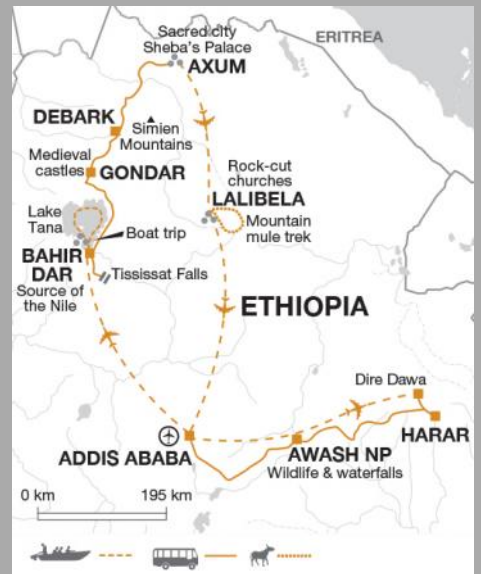 Sacred city
Sheba's Palace
AXUM
ERITREA
DEBARK
Simien
Mountains
Medieval
castles
GONDAR
Rock-cut
churches
LALIBELA
Mountain
mule trek
Lake
Tana
Boat trip
BAHIR
DAR
Source of
the Nile
Tississat Falls
ETHIOPIA
Dire Dawa
HARAR
ADDIS ABABA
AWASH NP
Wildlife & waterfalls
0 km
195 km